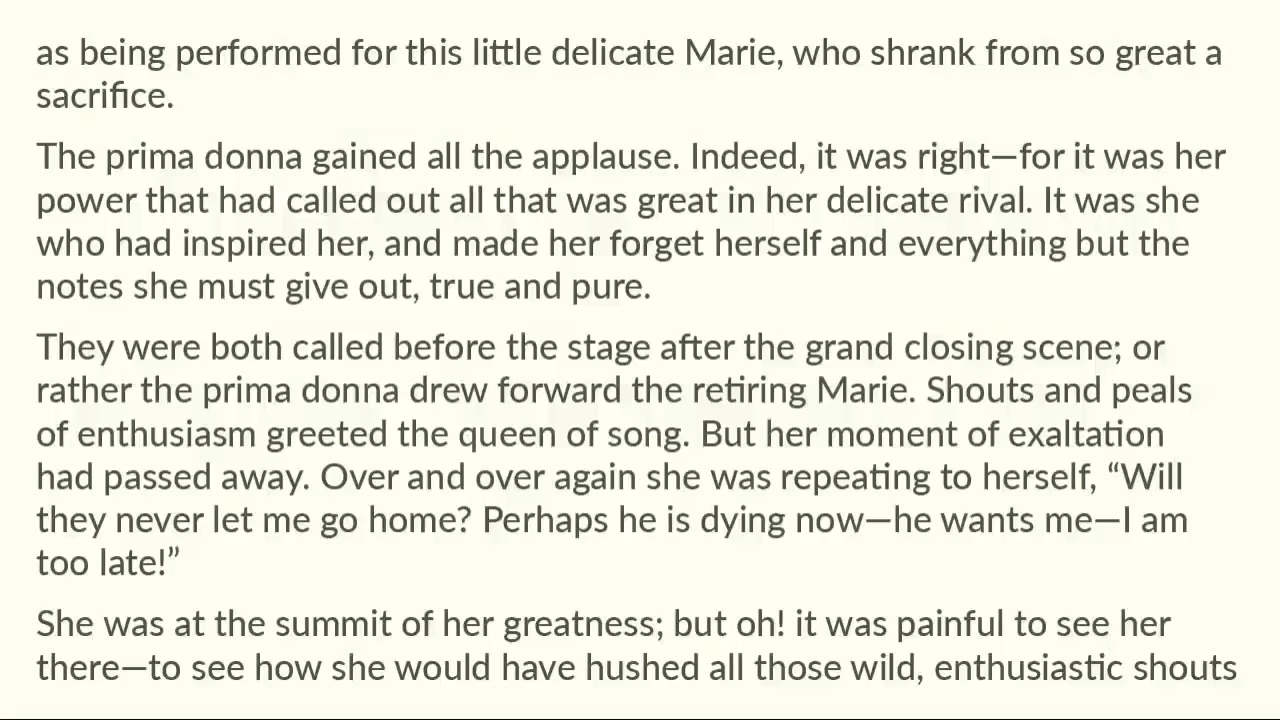 as being performed for this little delicate Marie, who shrank from so great a
sacrifice.
The prima donna gained all the applause. Indeed, it was right—for it was her
power that had called out all that was great in her delicate rival. It was she
who had inspired her, and made her forget herself and everything but the
notes she must give out, true and pure.
They were both called before the stage after the grand closing scene; or
rather the prima donna drew forward the retiring Marie. Shouts and peals
of enthusiasm greeted the queen of song. But her moment of exaltation
had passed away. Over and over again she was repeating to herself, “Will
they never let me go home? Perhaps he is dying now—he wants me—I am
too late!”
She was at the summit of her greatness; but oh! it was painful to see her
there—to see how she would have hushed all those wild, enthusiastic shouts